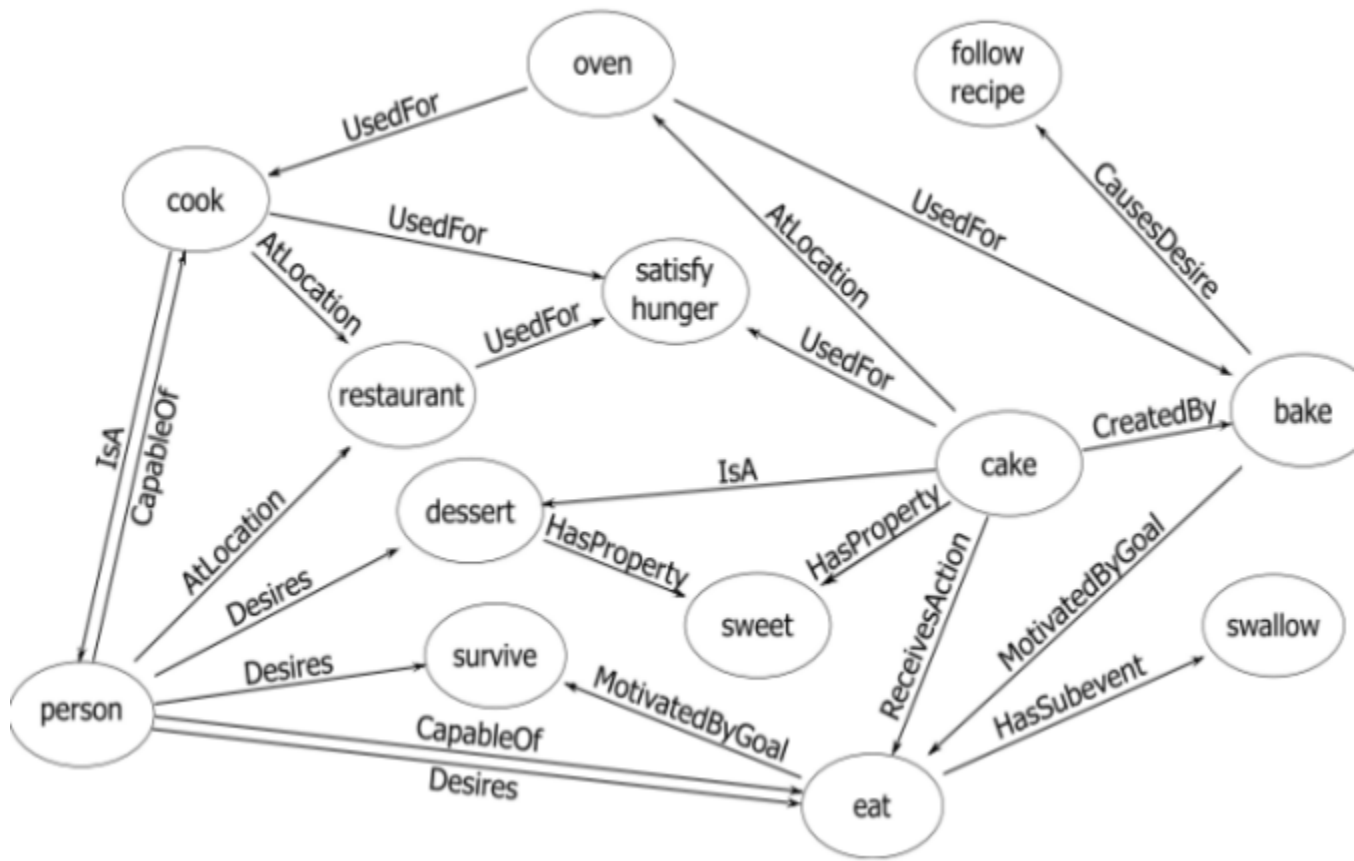 oven
follow
recipe
UsedFor
cook
UsedFor
CausesDesire
UsedFor
AtLocation
AtLocation
satisfy
hunger
UsedFor
UsedFor
restaurant
IsA
CapableOf
CreatedBy
bake
IsA
cake
dessert
HasProperty
HasProperty
AtLocation
Desires
sweet
ReceivesAction
MotivatedByGoal
swallow
survive
Desires
HasSubevent
person
MotivatedByGoal
CapableOf
Desires
eat